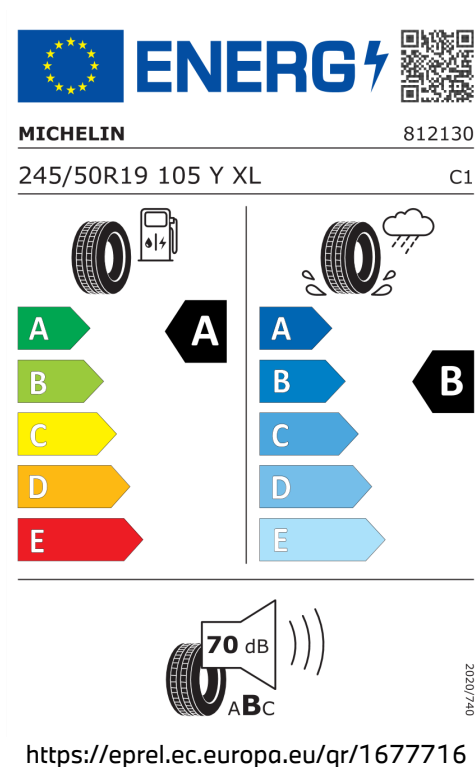 ENERG
MICHELIN 812130
245/50R19 105 Y XL C1
A A A
B B B
C C
D D
E E
70 dB
ABC
2020/740
https://eprel.ec.europa.eu/qr/1677716